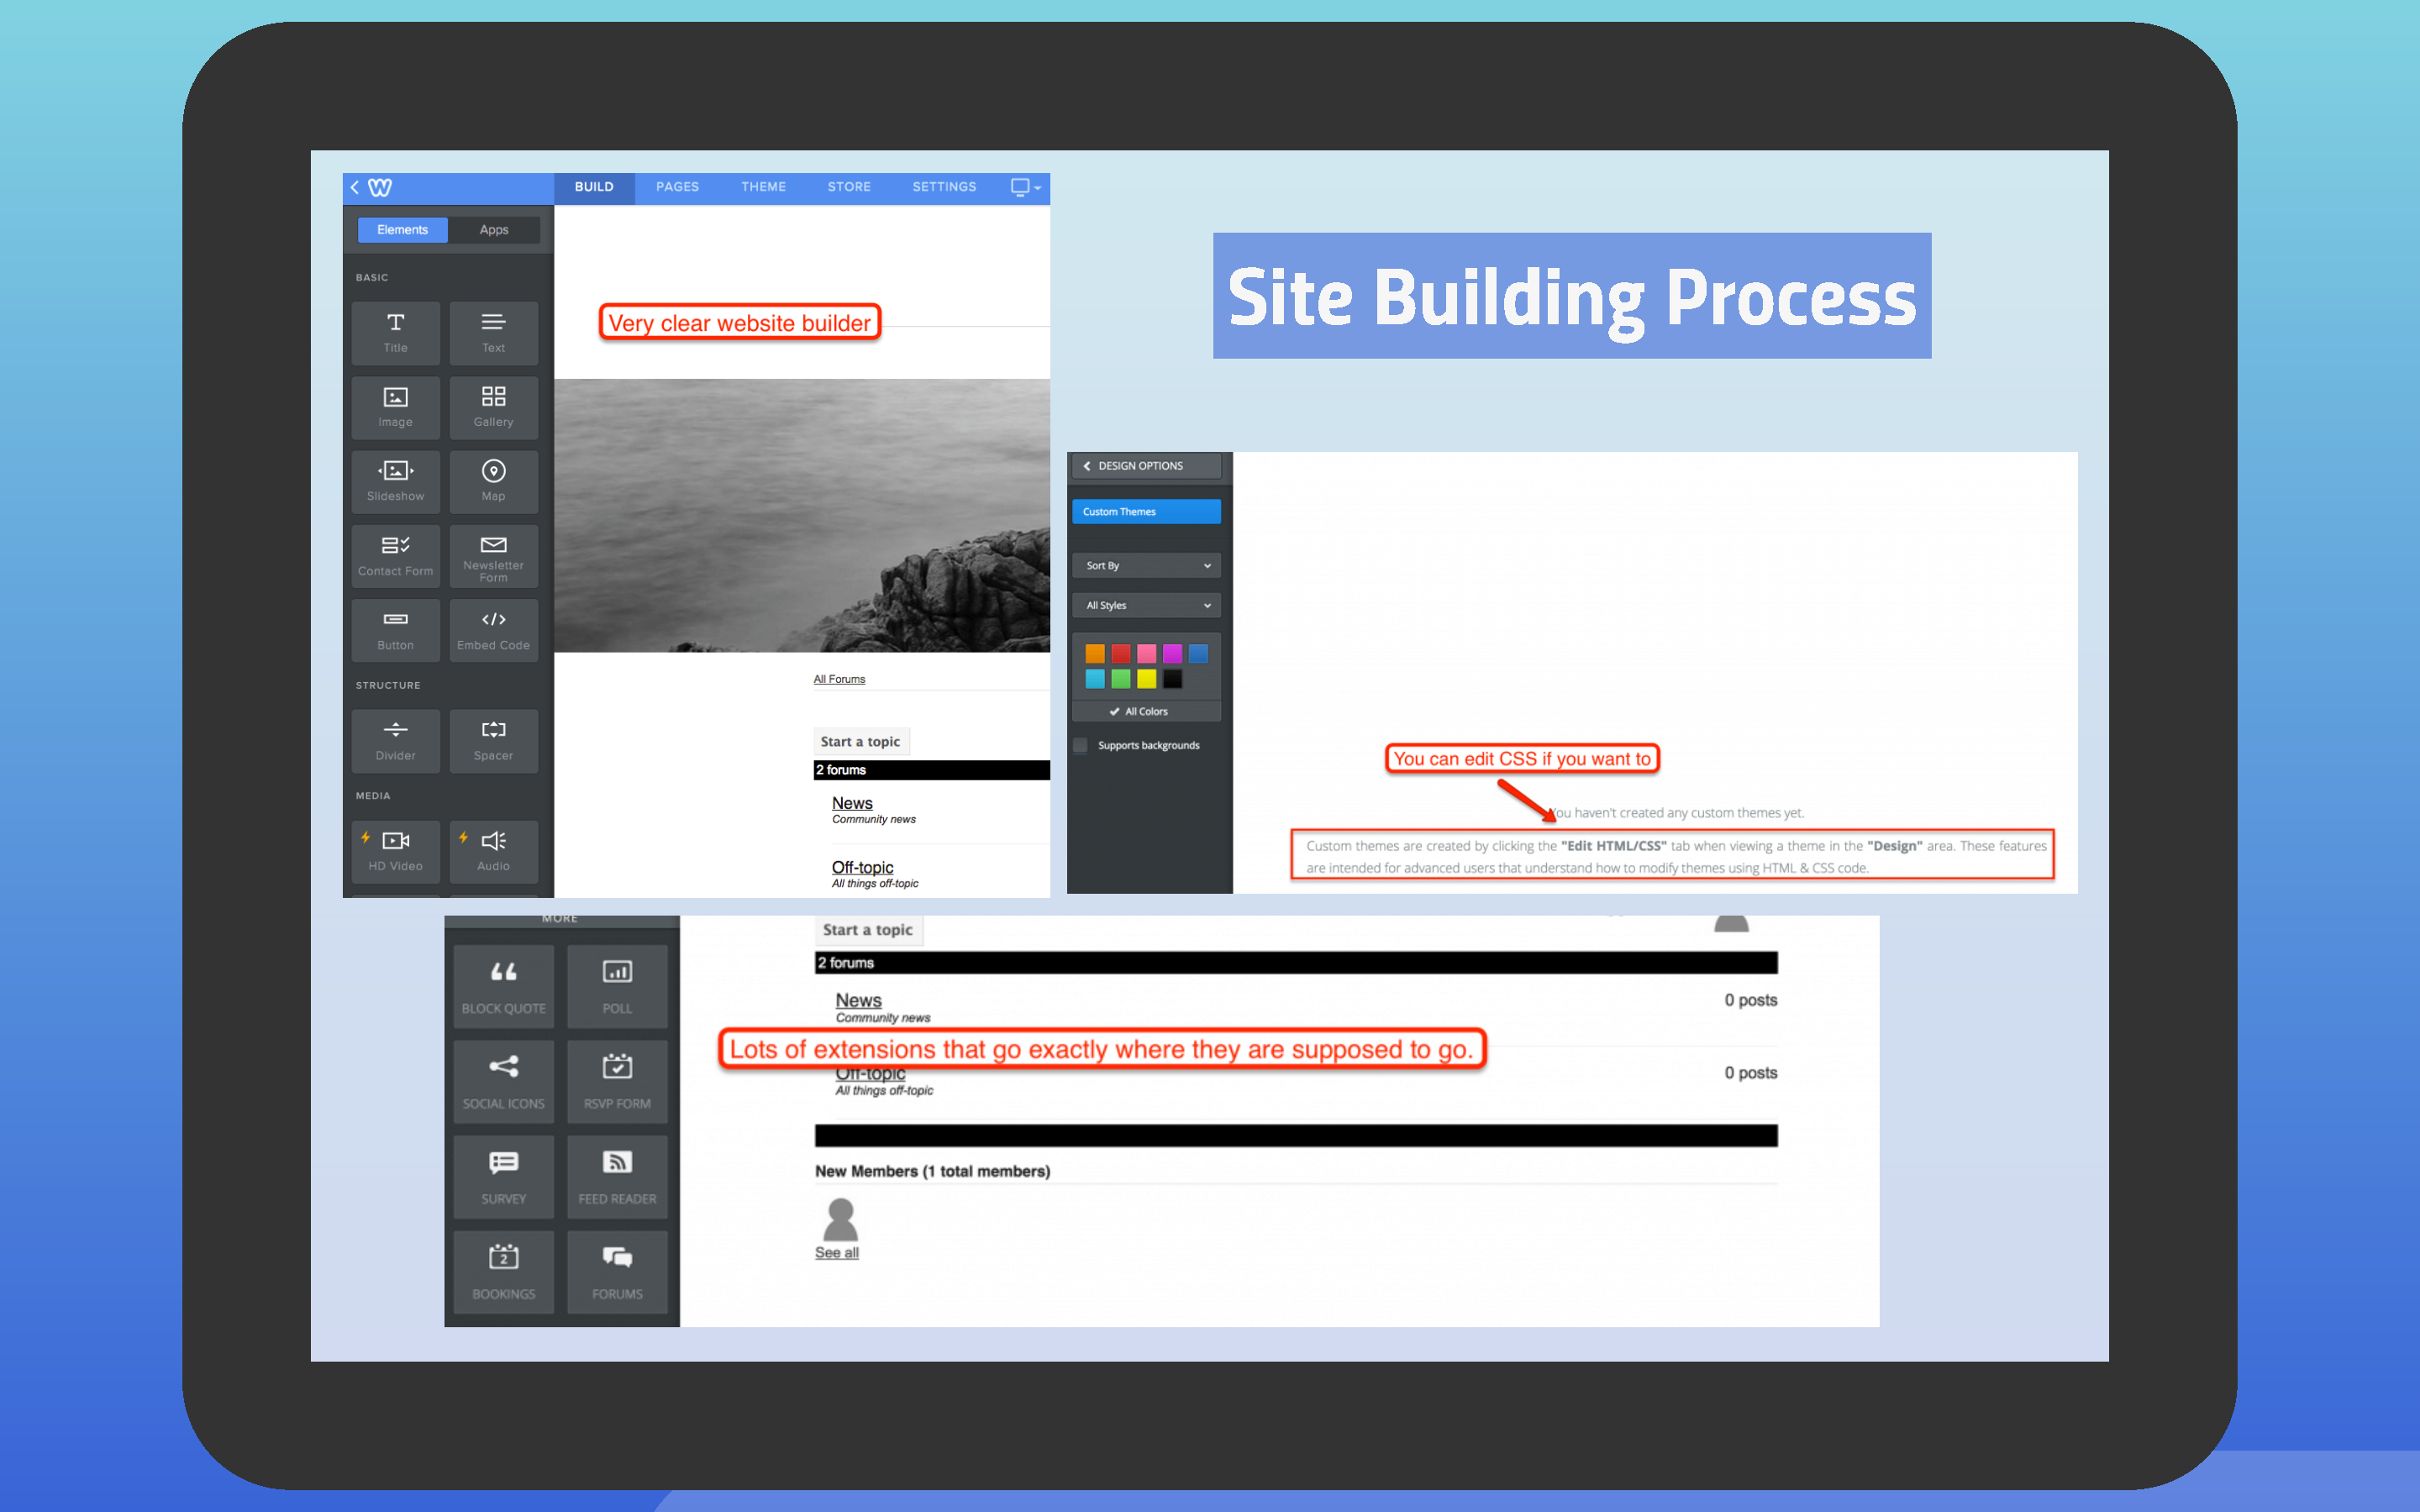 BUILD PAGES THEME STORE SETTINGS
Elements Apps
BASIC
Title Text
Image Gallery
Slideshow Map
Contact Form Newsletter Form
Button Embed Code
STRUCTURE
Divider Spacer
MEDIA
HD Video Audio
Very clear website builder
All Forums
Start a topic
2 forums
News
Community news
Off-topic
All things off-topic
Site Building Process
DESIGN OPTIONS
Custom Themes
Sort By
All Styles
All Colors
Supports backgrounds
You can edit CSS if you want to
You haven't created any custom themes yet.
Custom themes are created by clicking the "Edit HTML/CSS" tab when viewing a theme in the "Design" area. These features
are intended for advanced users that understand how to modify themes using HTML & CSS code.
MORE
BLOCK QUOTE POLL
SOCIAL ICONS RSVP FORM
SURVEY FEED READER
2
BOOKINGS FORUMS
Start a topic
2 forums
News 0 posts
Community news
Lots of extensions that go exactly where they are supposed to go.
Off-topic 0 posts
All things off-topic
New Members (1 total members)
See all